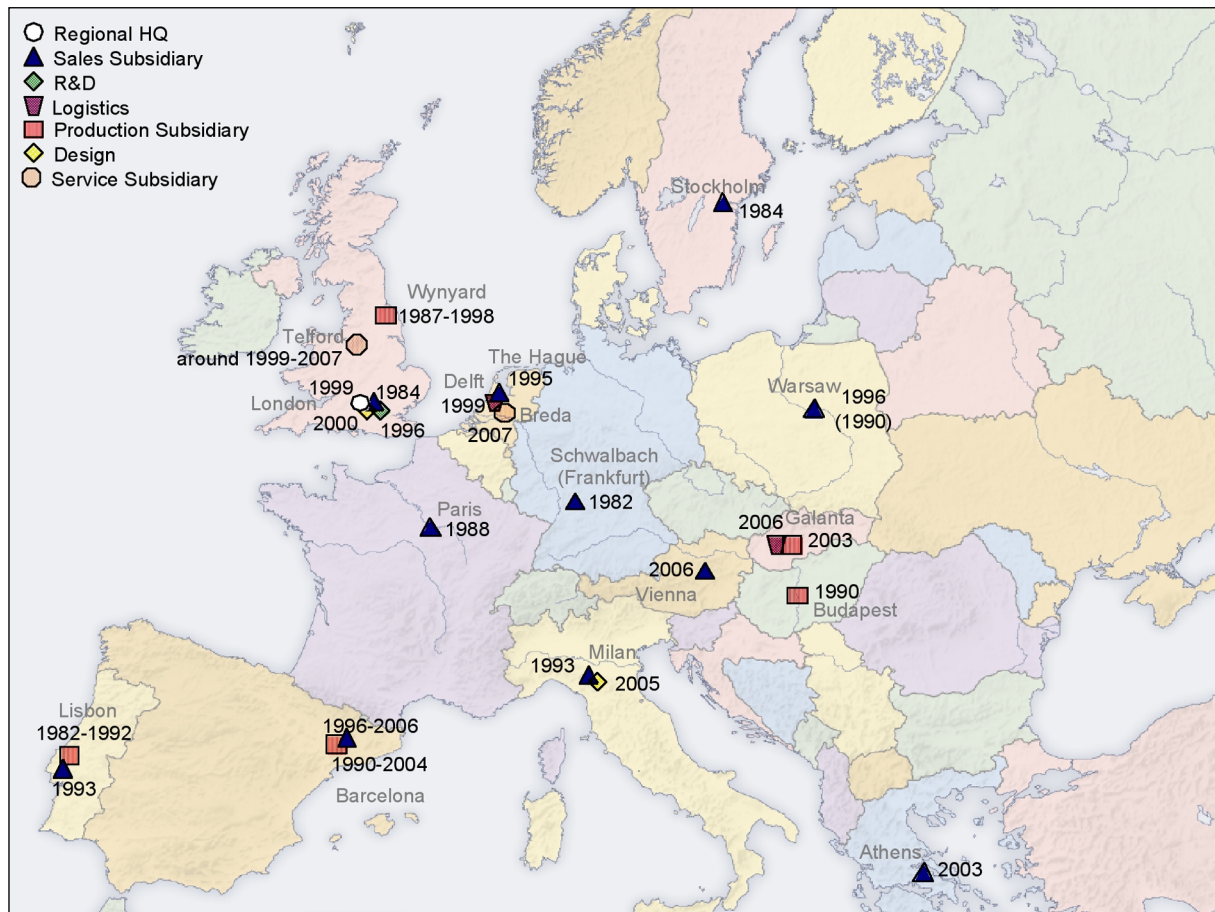 Regional HQ
Sales Subsidiary
R&D
Logistics
Production Subsidiary
Design
Service Subsidiary
Stockholm
1984
Wynyard
1987-1998
Telford
around 1999-2007
The Hague
1995
Delft
1999
Breda
2007
1999
1984
London
2000
1996
Warsaw
1996
(1990)
Schwalbach
(Frankfurt)
1982
Paris
1988
2006
Galanta
2003
2006
Vienna
1990
Budapest
Milan
1993
2005
Lisbon
1982-1992
1993
1996-2006
1990-2004
Barcelona
Athens
2003